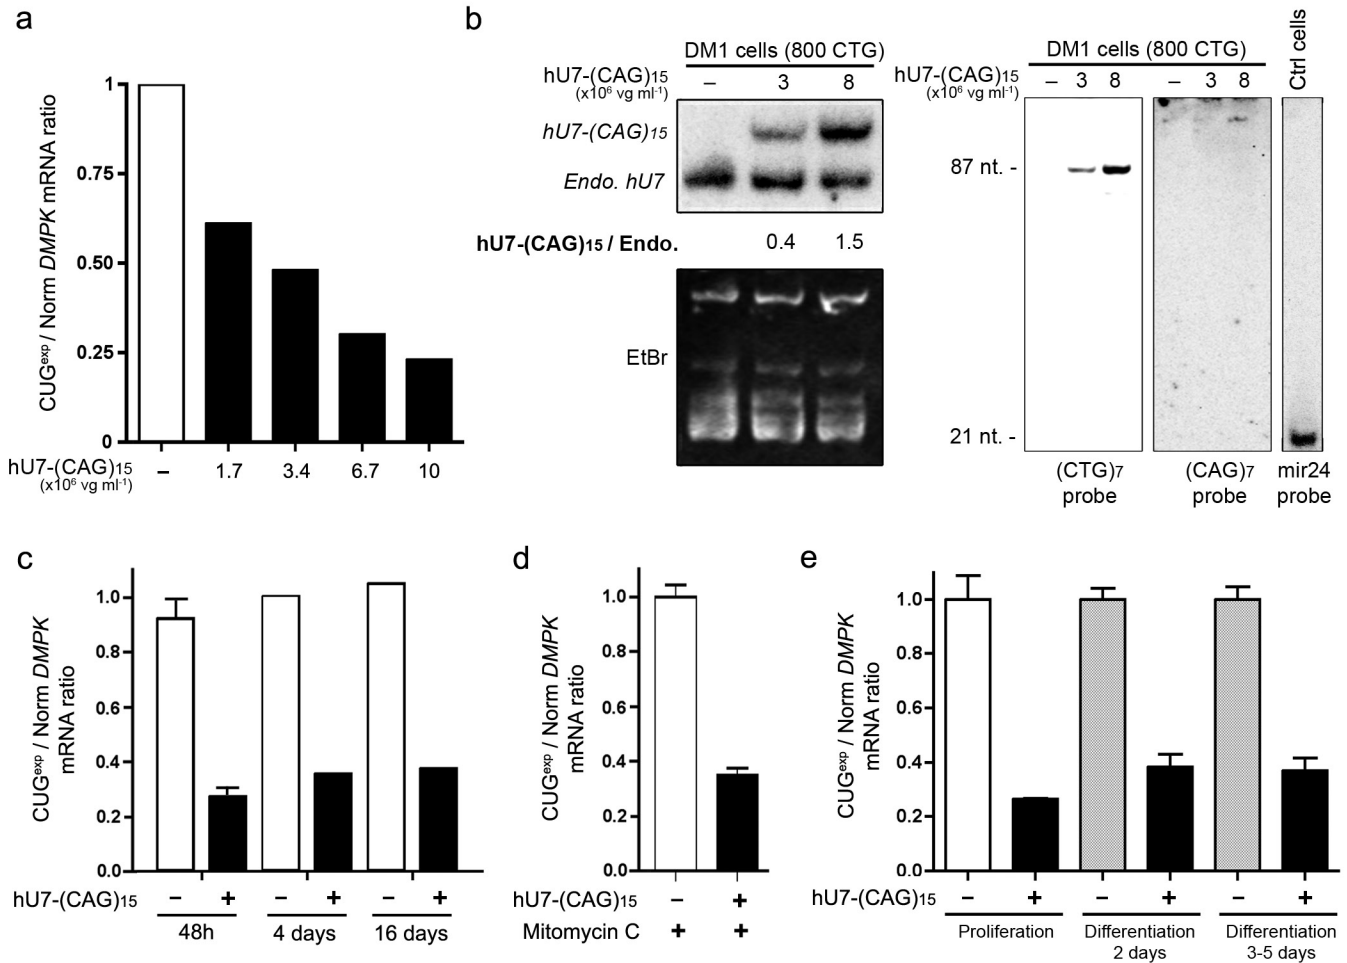 a
CUGexp / Norm DMPK mRNA ratio
1
0.75
0.50
0.25
0
hU7-(CAG)15
(x10⁶ vg ml⁻¹)
– 1.7 3.4 6.7 10
b
DM1 cells (800 CTG)
hU7-(CAG)15
(x10⁶ vg ml⁻¹)
– 3 8
hU7-(CAG)15
Endo. hU7
hU7-(CAG)15 / Endo. 0.4 1.5
EtBr
DM1 cells (800 CTG)
Ctrl cells
hU7-(CAG)15
(x10⁶ vg ml⁻¹)
– 3 8 – 3 8
87 nt. -
21 nt. -
(CTG)7
probe
(CAG)7
probe
mir24
probe
c
CUGexp / Norm DMPK
mRNA ratio
1.0
0.8
0.6
0.4
0.2
0.0
hU7-(CAG)15 – + – + – +
48h 4 days 16 days
d
CUGexp / Norm DMPK
mRNA ratio
1.0
0.8
0.6
0.4
0.2
0.0
hU7-(CAG)15 – +
Mitomycin C + +
e
CUGexp / Norm DMPK
mRNA ratio
1.0
0.8
0.6
0.4
0.2
0.0
hU7-(CAG)15 – + – + – +
Proliferation
Differentiation
2 days
Differentiation
3-5 days